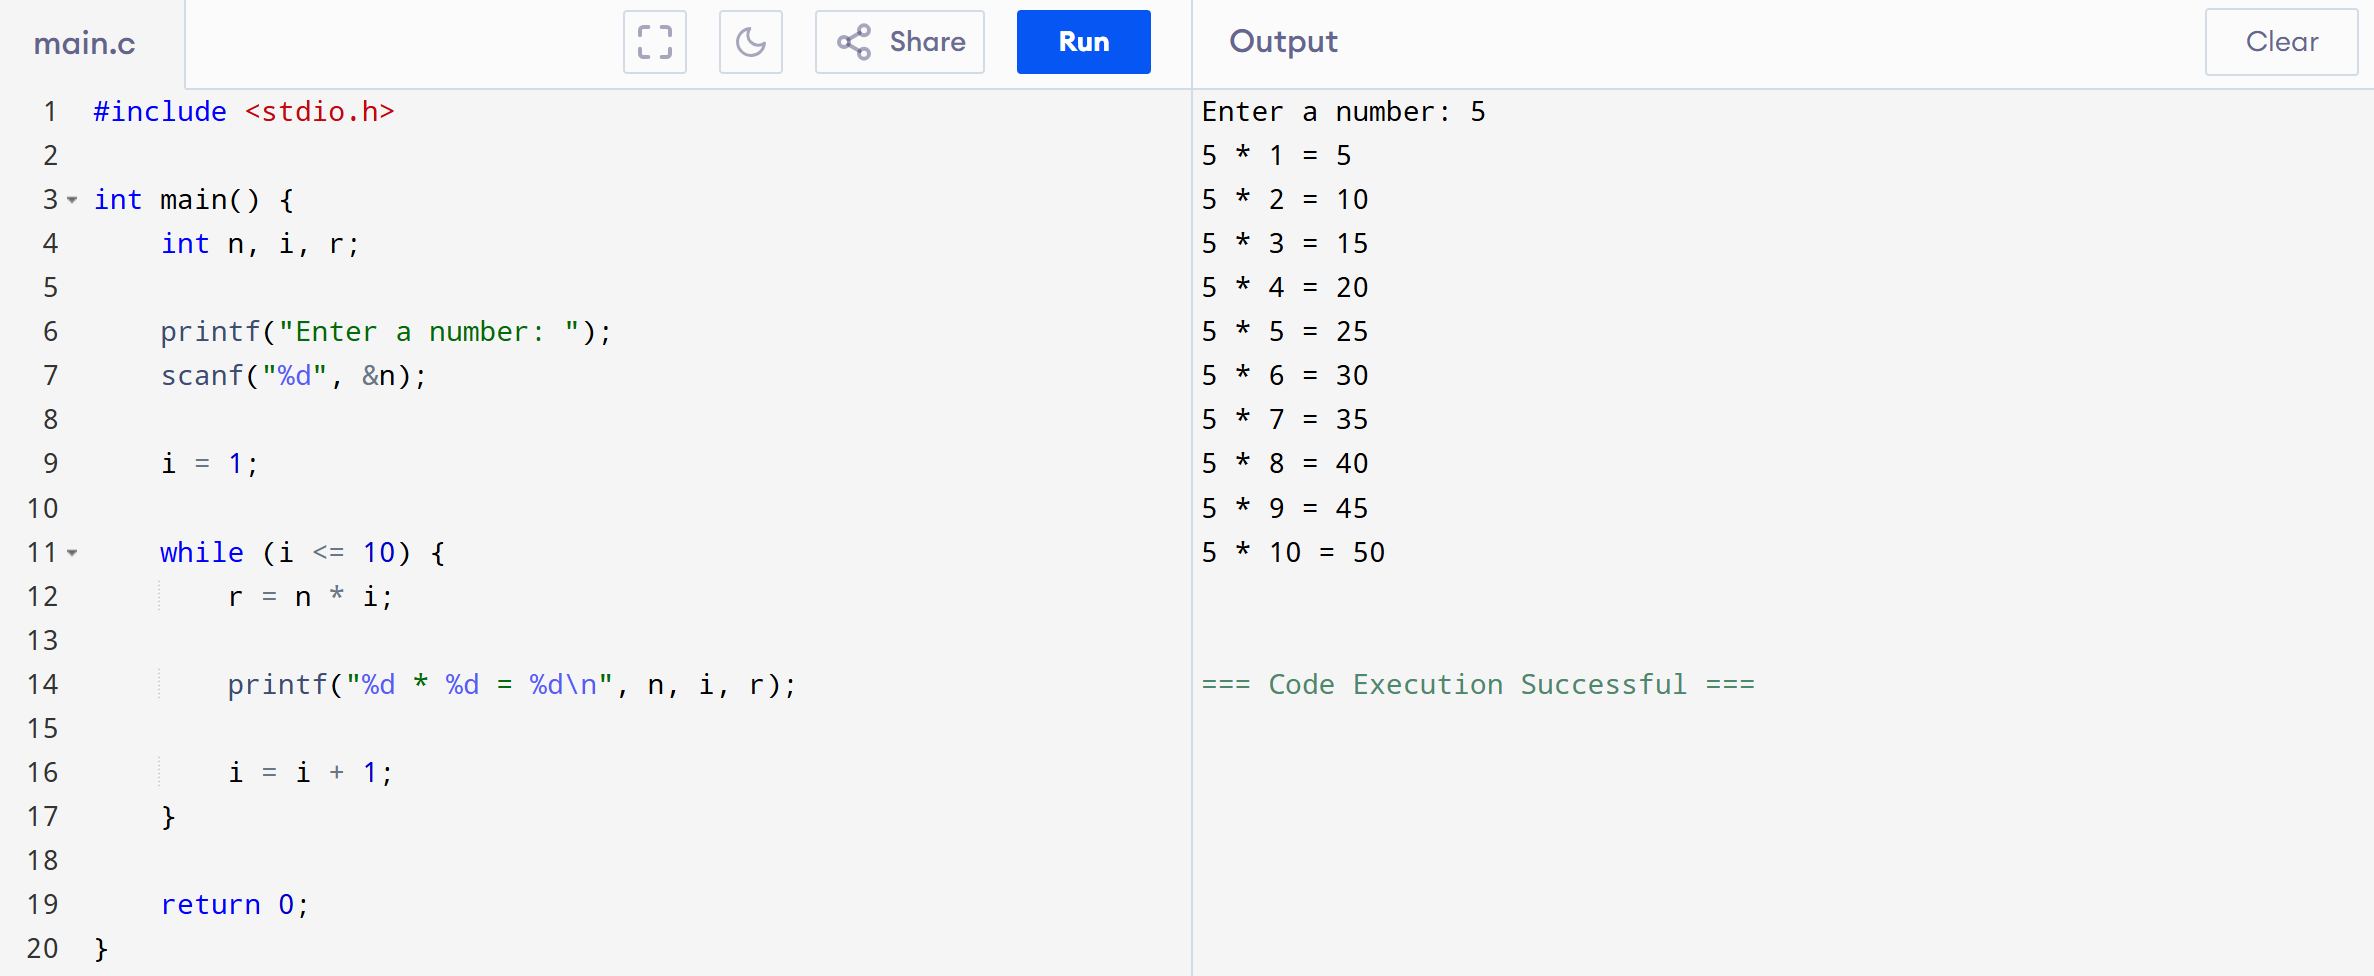 main.c
Share
Run
Output
Clear
1 #include <stdio.h>
2
3 int main() {
4     int n, i, r;
5
6     printf("Enter a number: ");
7     scanf("%d", &n);
8
9     i = 1;
10
11     while (i <= 10) {
12         r = n * i;
13
14         printf("%d * %d = %d\n", n, i, r);
15
16         i = i + 1;
17     }
18
19     return 0;
20 }
Enter a number: 5
5 * 1 = 5
5 * 2 = 10
5 * 3 = 15
5 * 4 = 20
5 * 5 = 25
5 * 6 = 30
5 * 7 = 35
5 * 8 = 40
5 * 9 = 45
5 * 10 = 50
=== Code Execution Successful ===